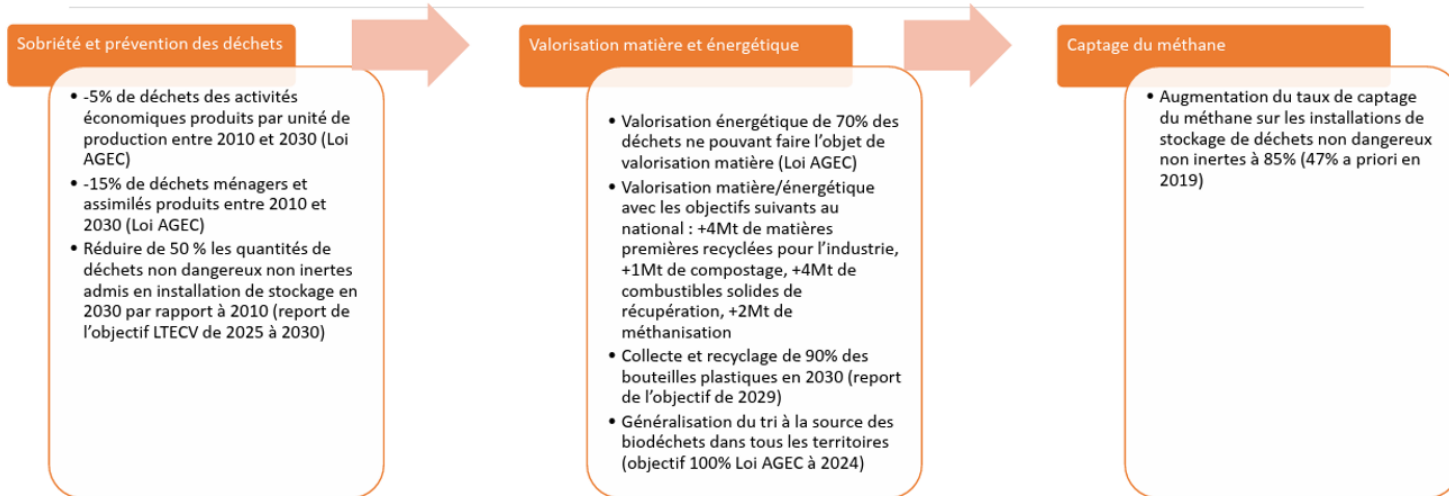 Sobriété et prévention des déchets
• -5% de déchets des activités
économiques produits par unité de
production entre 2010 et 2030 (Loi
AGEC)
• -15% de déchets ménagers et
assimilés produits entre 2010 et
2030 (Loi AGEC)
• Réduire de 50 % les quantités de
déchets non dangereux non inertes
admis en installation de stockage en
2030 par rapport à 2010 (report de
l’objectif LTECV de 2025 à 2030)
Valorisation matière et énergétique
• Valorisation énergétique de 70% des
déchets ne pouvant faire l’objet de
valorisation matière (Loi AGEC)
• Valorisation matière/énergétique
avec les objectifs suivants au
national : +4Mt de matières
premières recyclées pour l’industrie,
+1Mt de compostage, +4Mt de
combustibles solides de
récupération, +2Mt de
méthanisation
• Collecte et recyclage de 90% des
bouteilles plastiques en 2030 (report
de l’objectif de 2029)
• Généralisation du tri à la source des
biodéchets dans tous les territoires
(objectif 100% Loi AGEC à 2024)
Captage du méthane
• Augmentation du taux de captage
du méthane sur les installations de
stockage de déchets non dangereux
non inertes à 85% (47% a priori en
2019)